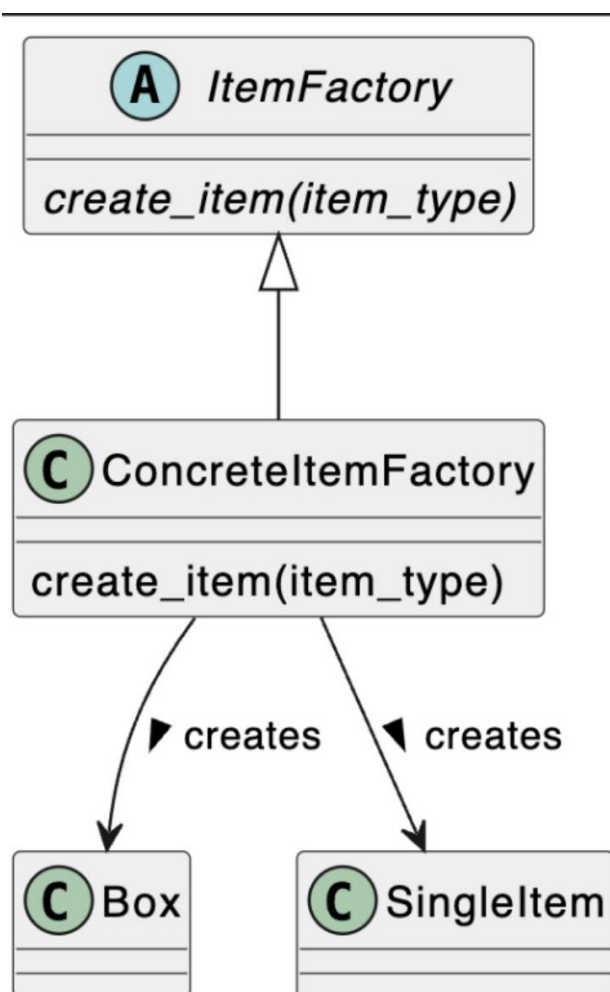 A ItemFactory
create_item(item_type)
C ConcreteItemFactory
create_item(item_type)
creates creates
C Box C SingleItem